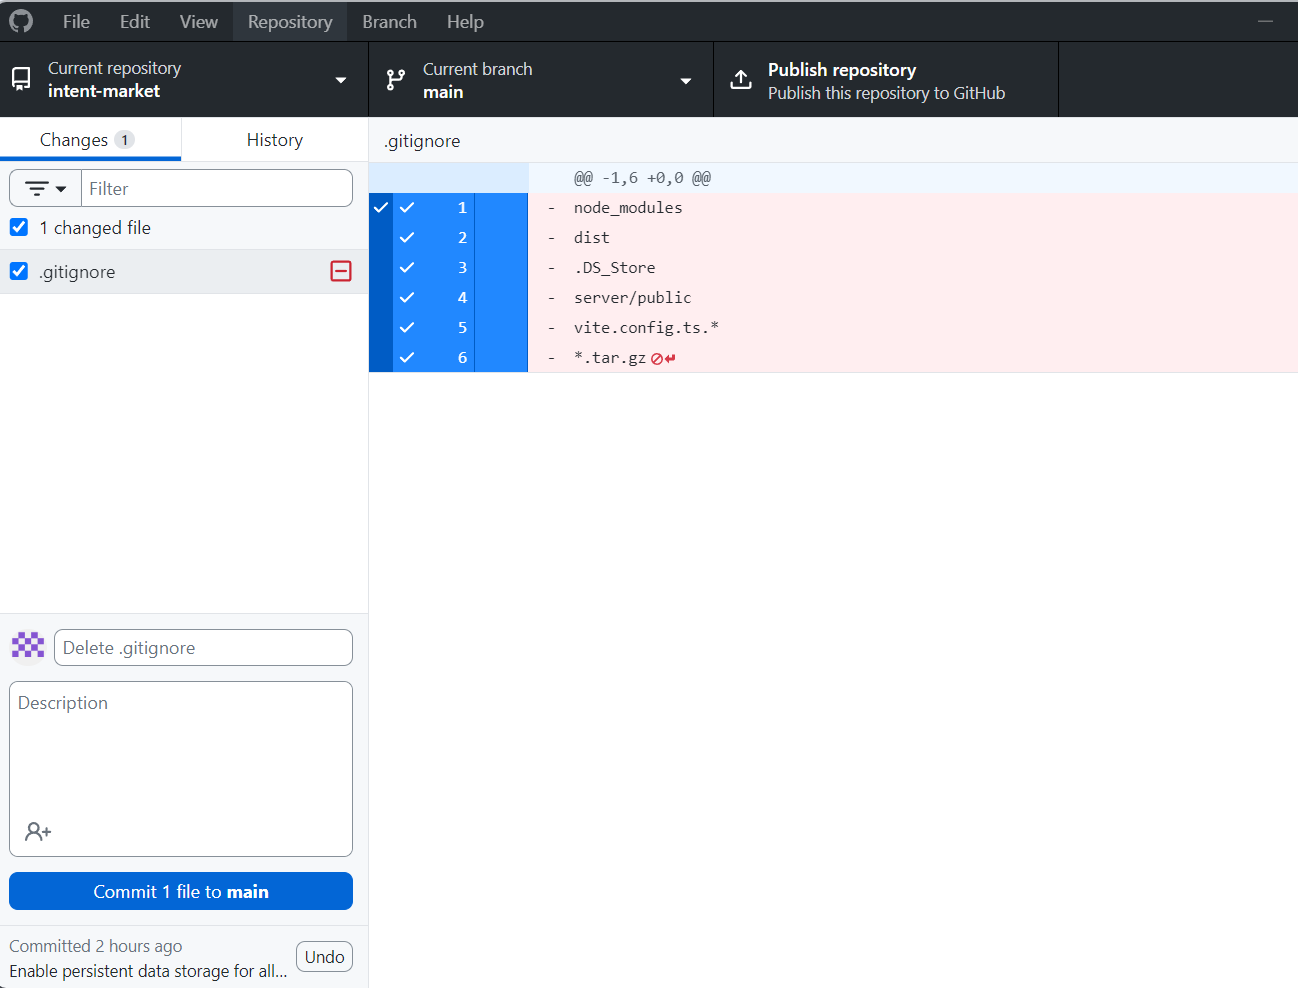 File Edit View Repository Branch Help
Current repository
intent-market
Current branch
main
Publish repository
Publish this repository to GitHub
Changes 1
History
.gitignore
Filter
1 changed file
.gitignore
@@ -1,6 +0,0 @@
1 - node_modules
2 - dist
3 - .DS_Store
4 - server/public
5 - vite.config.ts.*
6 - *.tar.gz
Delete .gitignore
Description
Commit 1 file to main
Committed 2 hours ago
Enable persistent data storage for all...
Undo